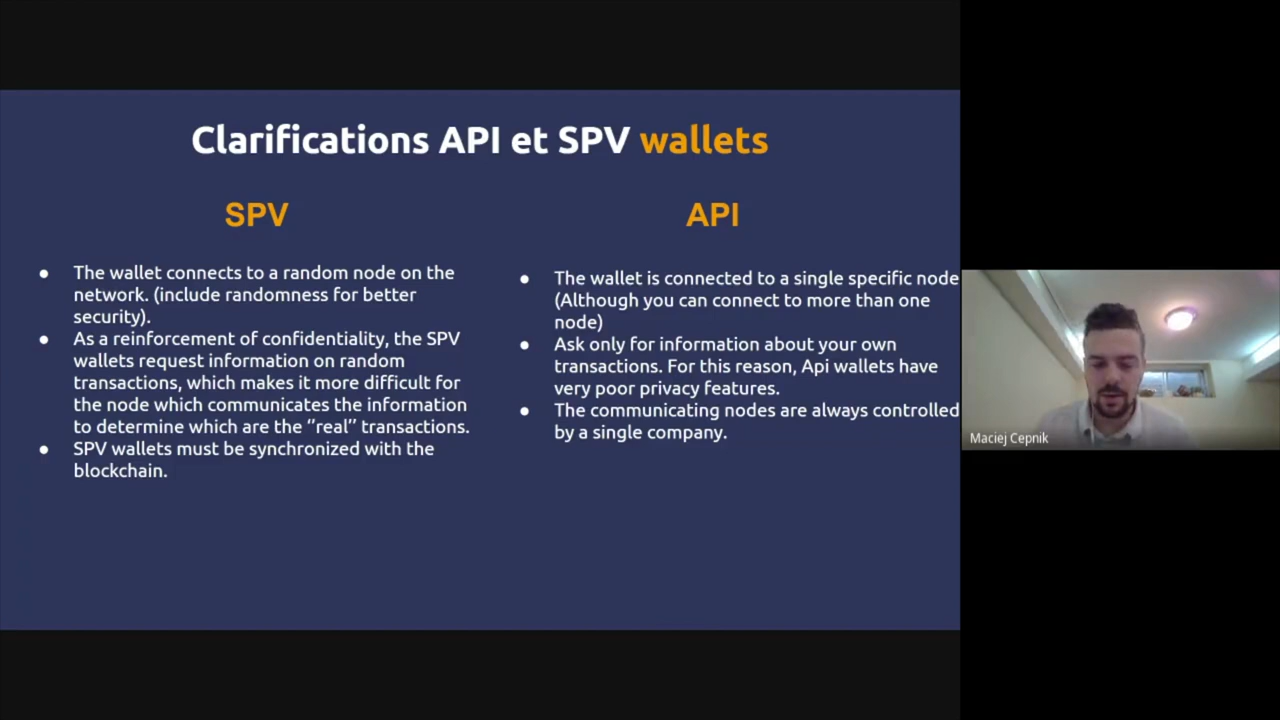 Clarifications API et SPV wallets
SPV
● The wallet connects to a random node on the
network. (include randomness for better
security).
● As a reinforcement of confidentiality, the SPV
wallets request information on random
transactions, which makes it more difficult for
the node which communicates the information
to determine which are the “real” transactions.
● SPV wallets must be synchronized with the
blockchain.
API
● The wallet is connected to a single specific node
(Although you can connect to more than one
node)
● Ask only for information about your own
transactions. For this reason, Api wallets have
very poor privacy features.
● The communicating nodes are always controlled
by a single company.
Maciej Cepnik